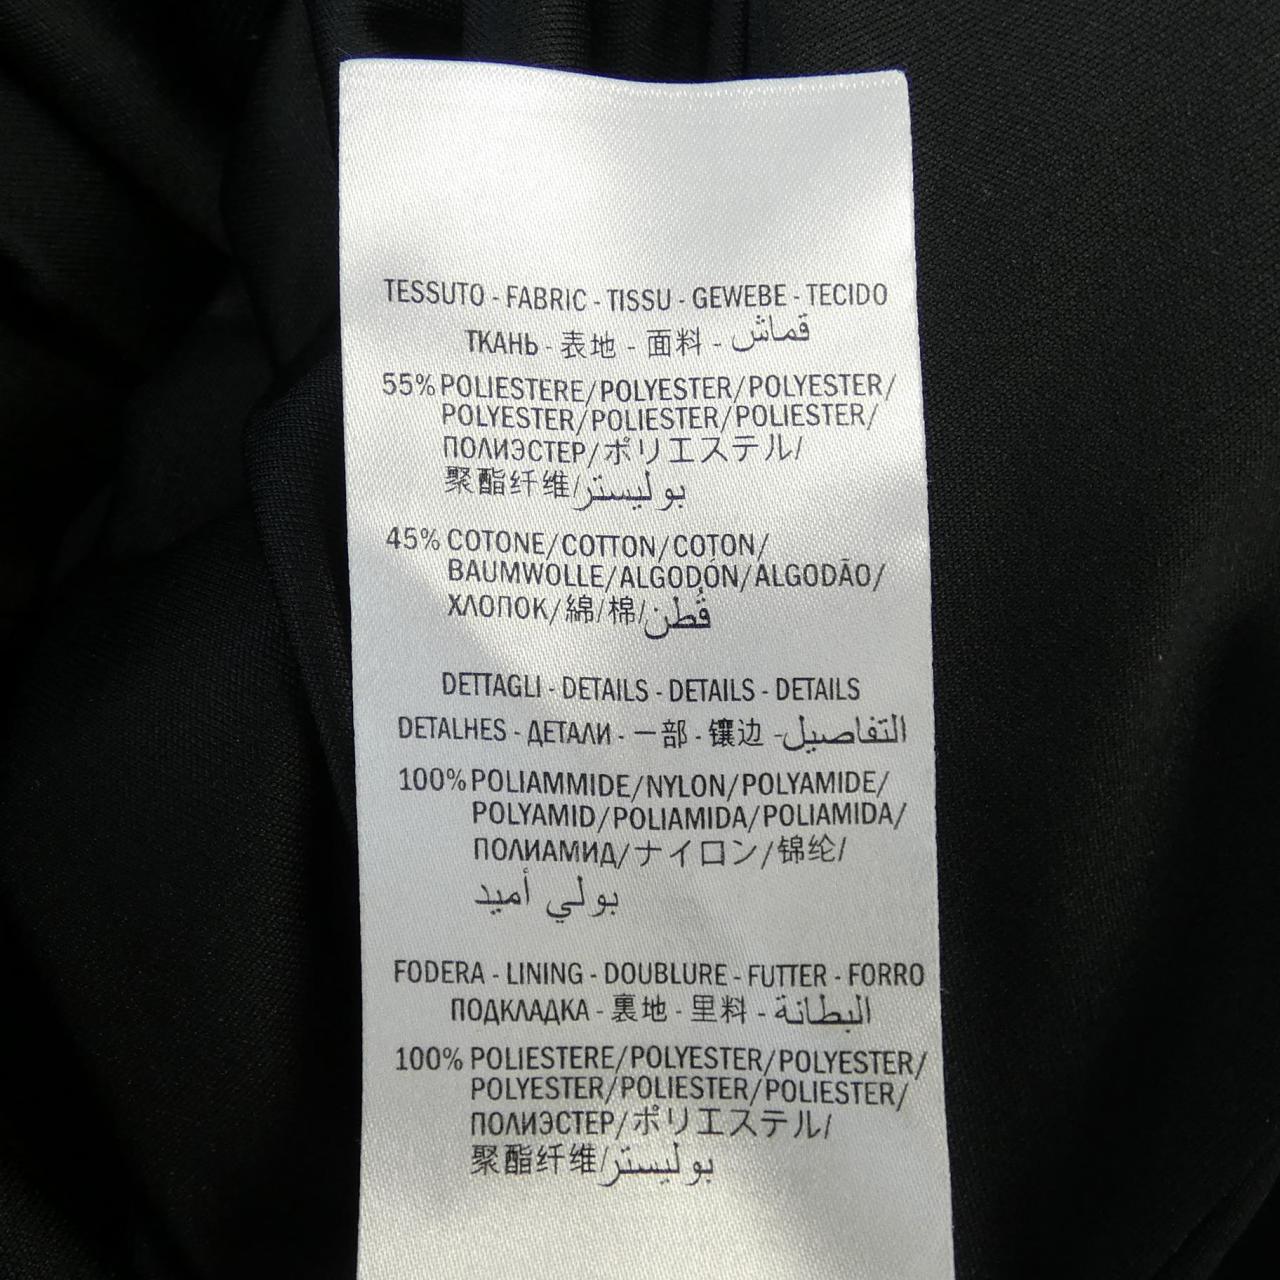 TESSUTO - FABRIC - TISSU - GEWEBE - TECIDO
ТКАНЬ - 表地 - 面料 - قماش
55% POLIESTERE/POLYESTER/POLYESTER/
POLYESTER/POLIESTER/POLIESTER/
ПОЛИЭСТЕР/ポリエステル/
聚酯纤维/بوليستر
45% COTONE/COTTON/COTON/
BAUMWOLLE/ALGODÓN/ALGODÃO/
ХЛОПОК/綿/棉/قُطن
DETTAGLI - DETAILS - DETAILS - DETAILS
DETALHES - ДЕТАЛИ - 一部 - 镶边 - التفاصيل
100% POLIAMMIDE/NYLON/POLYAMIDE/
POLYAMID/POLIAMIDA/POLIAMIDA/
ПОЛИАМИД/ナイロン/锦纶/
بولي أميد
FODERA - LINING - DOUBLURE - FUTTER - FORRO
ПОДКЛАДКА - 裏地 - 里料 - البطانة
100% POLIESTERE/POLYESTER/POLYESTER/
POLYESTER/POLIESTER/POLIESTER/
ПОЛИЭСТЕР/ポリエステル/
聚酯纤维/بوليستر